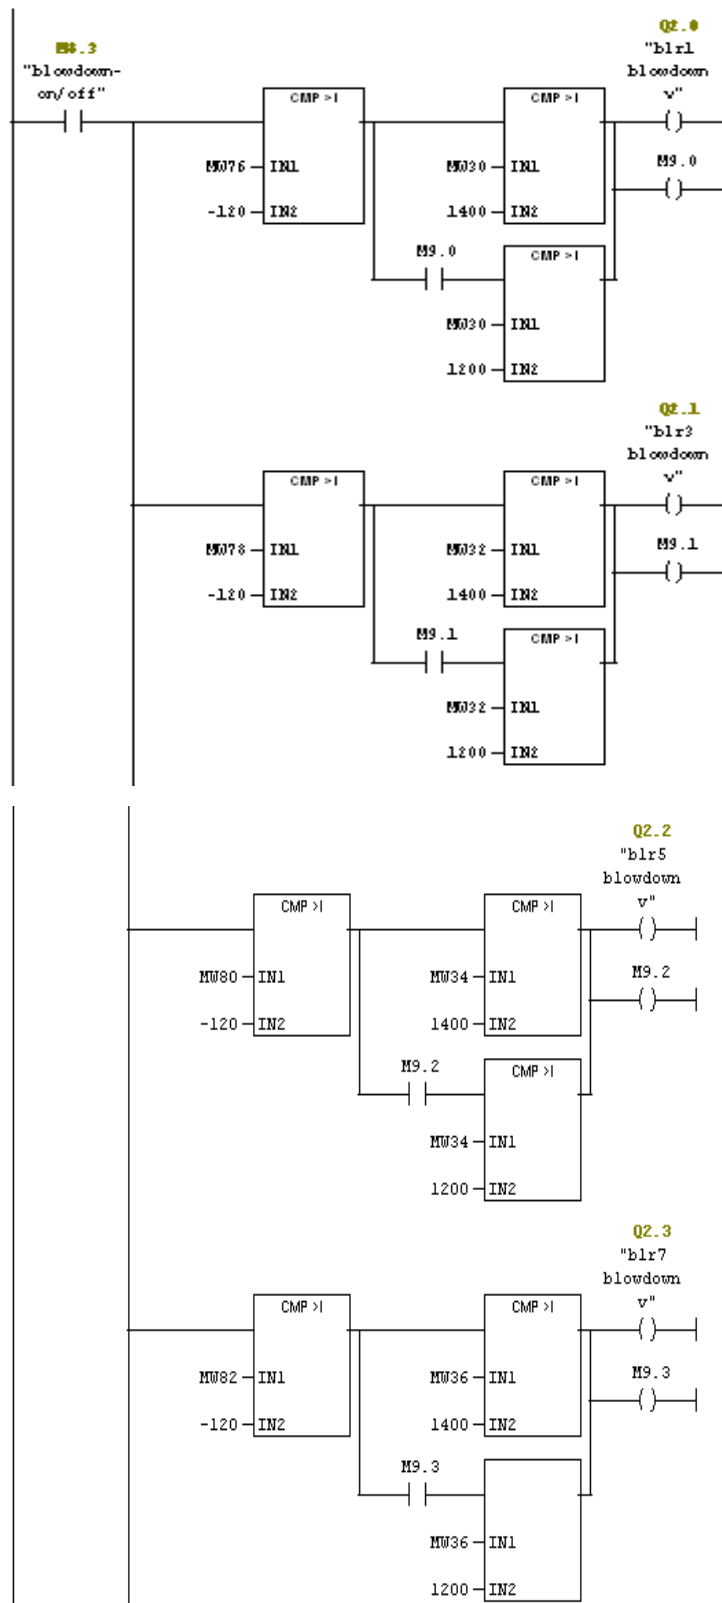 Q2.0
M8.3
"blr1
"blowdown-
blowdown
on/off"
v"
CMP >I
CMP >I
M9.0
MW76
IN1
MW30
IN1
-120
IN2
1400
IN2
M9.0
CMP >I
MW30
IN1
1200
IN2
Q2.1
"blr3
blowdown
v"
CMP >I
CMP >I
M9.1
MW78
IN1
MW32
IN1
-120
IN2
1400
IN2
M9.1
CMP >I
MW32
IN1
1200
IN2
Q2.2
"blr5
blowdown
v"
CMP >I
CMP >I
M9.2
MW80
IN1
MW34
IN1
-120
IN2
1400
IN2
M9.2
CMP >I
MW34
IN1
1200
IN2
Q2.3
"blr7
blowdown
v"
CMP >I
CMP >I
M9.3
MW82
IN1
MW36
IN1
-120
IN2
1400
IN2
M9.3
MW36
IN1
1200
IN2